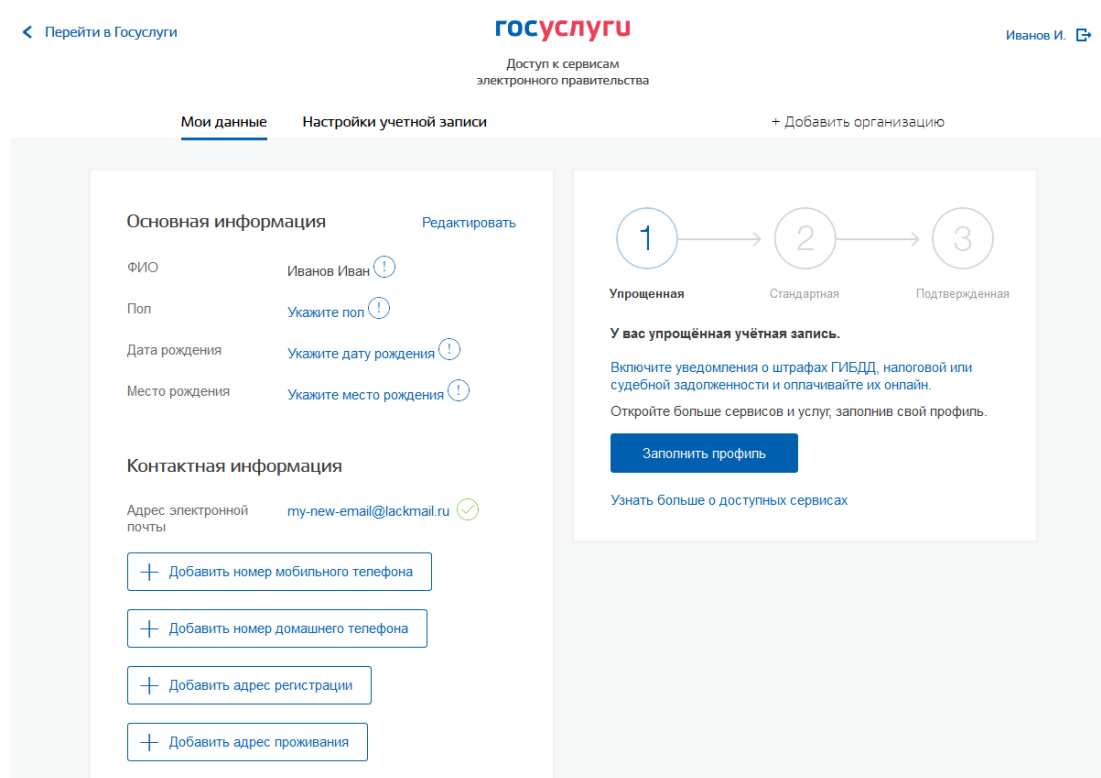 Перейти в Госуслуги
госуслуги
Доступ к сервисам
электронного правительства
Иванов И.
Мои данные
Настройки учетной записи
+ Добавить организацию
Основная информация
Редактировать
ФИО
Иванов Иван
Пол
Укажите пол
Дата рождения
Укажите дату рождения
Место рождения
Укажите место рождения
Контактная информация
Адрес электронной
почты
my-new-email@lackmail.ru
Добавить номер мобильного телефона
Добавить номер домашнего телефона
Добавить адрес регистрации
Добавить адрес проживания
1
2
3
Упрощенная
Стандартная
Подтвержденная
У вас упрощённая учётная запись.
Включите уведомления о штрафах ГИБДД, налоговой или
судебной задолженности и оплачивайте их онлайн.
Откройте больше сервисов и услуг, заполнив свой профиль.
Заполнить профиль
Узнать больше о доступных сервисах